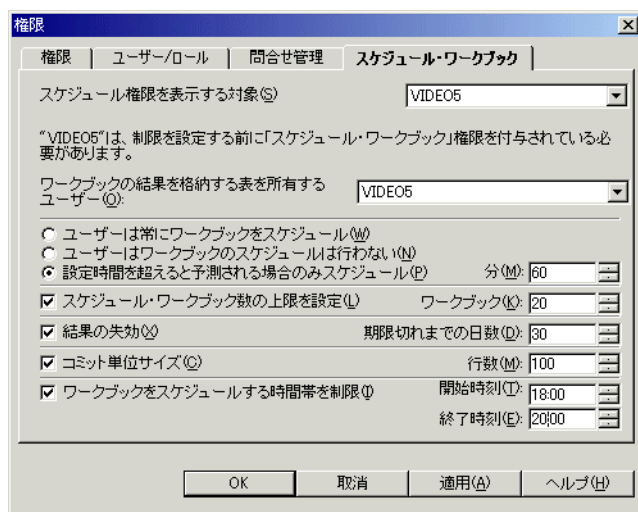 権限
権限 ユーザー/ロール 問合せ管理 スケジュール・ワークブック
スケジュール権限を表示する対象(S) VIDEO5
"VIDEO5"は、制限を設定する前に「スケジュール・ワークブック」権限を付与されている必
要があります。
ワークブックの結果を格納する表を所有する
ユーザー(O): VIDEO5
ユーザーは常にワークブックをスケジュール(W)
ユーザーはワークブックのスケジュールは行わない(N)
設定時間を超えると予測される場合のみスケジュール(P) 分(M): 60
スケジュール・ワークブック数の上限を設定(L) ワークブック(K): 20
結果の失効(X) 期限切れまでの日数(D): 30
コミット単位サイズ(C) 行数(M): 100
ワークブックをスケジュールする時間帯を制限(I) 開始時刻(T): 18:00
終了時刻(E): 20:00
OK 取消 適用(A) ヘルプ(H)